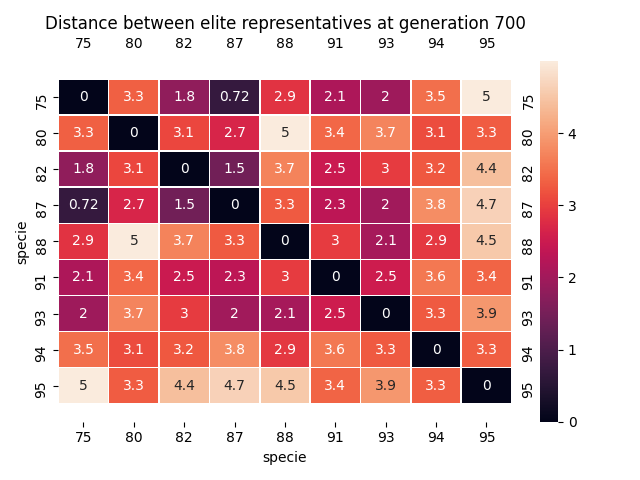 Distance between elite representatives at generation 700
75 80 82 87 88 91 93 94 95
75 0 3.3 1.8 0.72 2.9 2.1 2 3.5 5 75
80 3.3 0 3.1 2.7 5 3.4 3.7 3.1 3.3 80
82 1.8 3.1 0 1.5 3.7 2.5 3 3.2 4.4 82
87 0.72 2.7 1.5 0 3.3 2.3 2 3.8 4.7 87
88 2.9 5 3.7 3.3 0 3 2.1 2.9 4.5 88
91 2.1 3.4 2.5 2.3 3 0 2.5 3.6 3.4 91
93 2 3.7 3 2 2.1 2.5 0 3.3 3.9 93
94 3.5 3.1 3.2 3.8 2.9 3.6 3.3 0 3.3 94
95 5 3.3 4.4 4.7 4.5 3.4 3.9 3.3 0 95
75 80 82 87 88 91 93 94 95
specie
specie
4
3
2
1
0